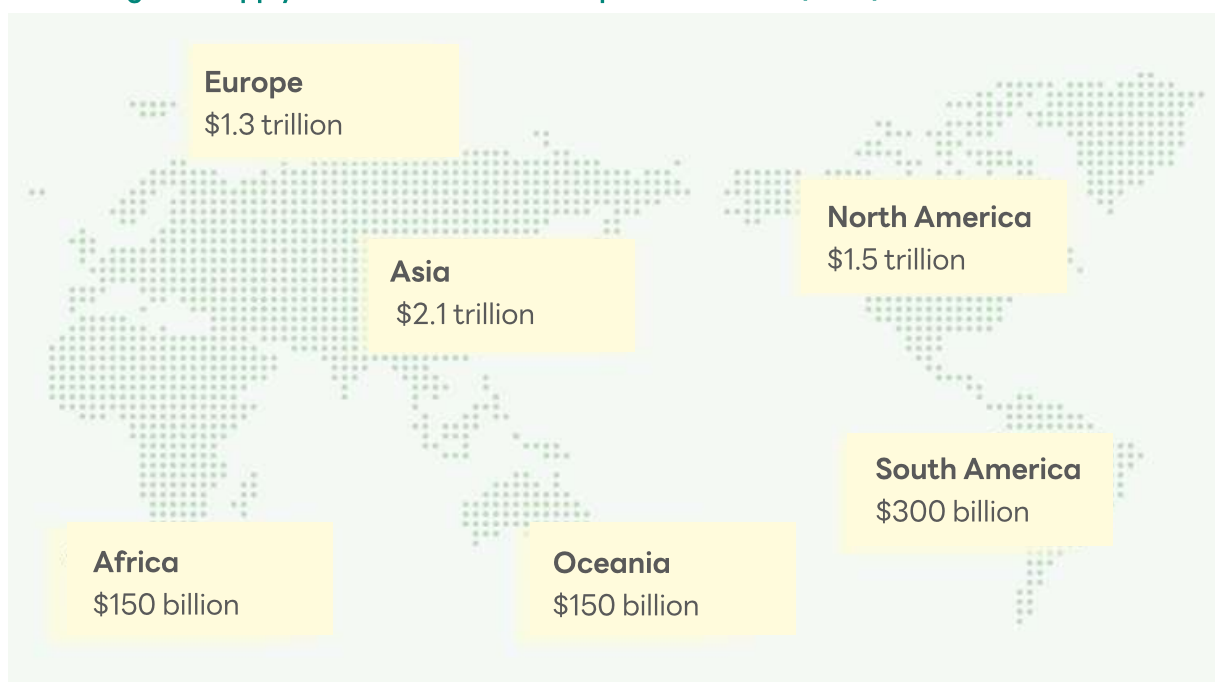 Europe
$1.3 trillion
North America
$1.5 trillion
Asia
$2.1 trillion
South America
$300 billion
Africa
$150 billion
Oceania
$150 billion